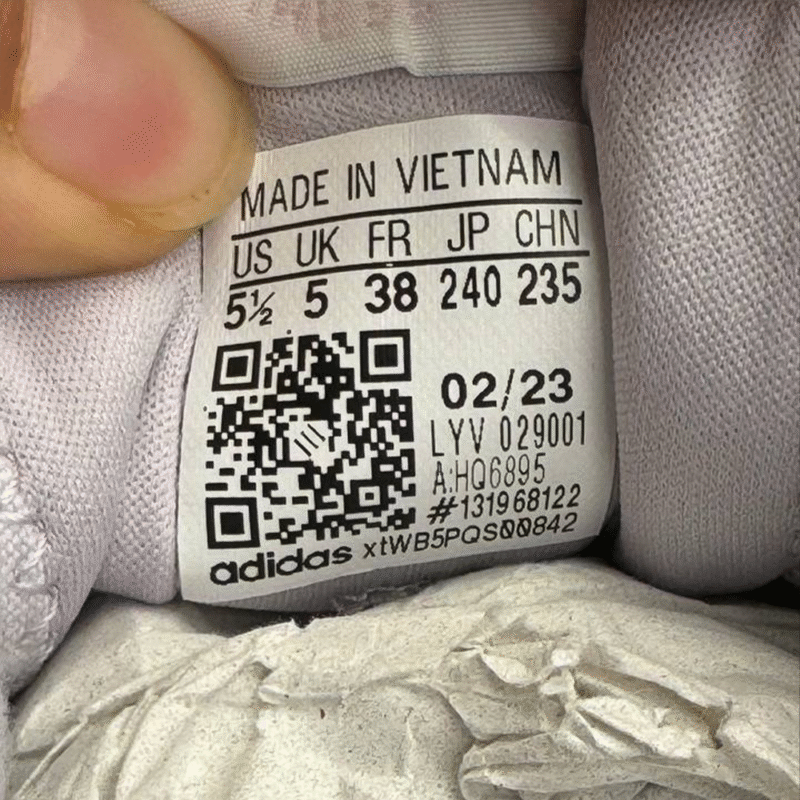 MADE IN VIETNAM
US UK FR JP CHN
5½ 5 38 240 235
02/23
LYV 029001
A:HQ6895
#131968122
adidas xtWB5PQS00842